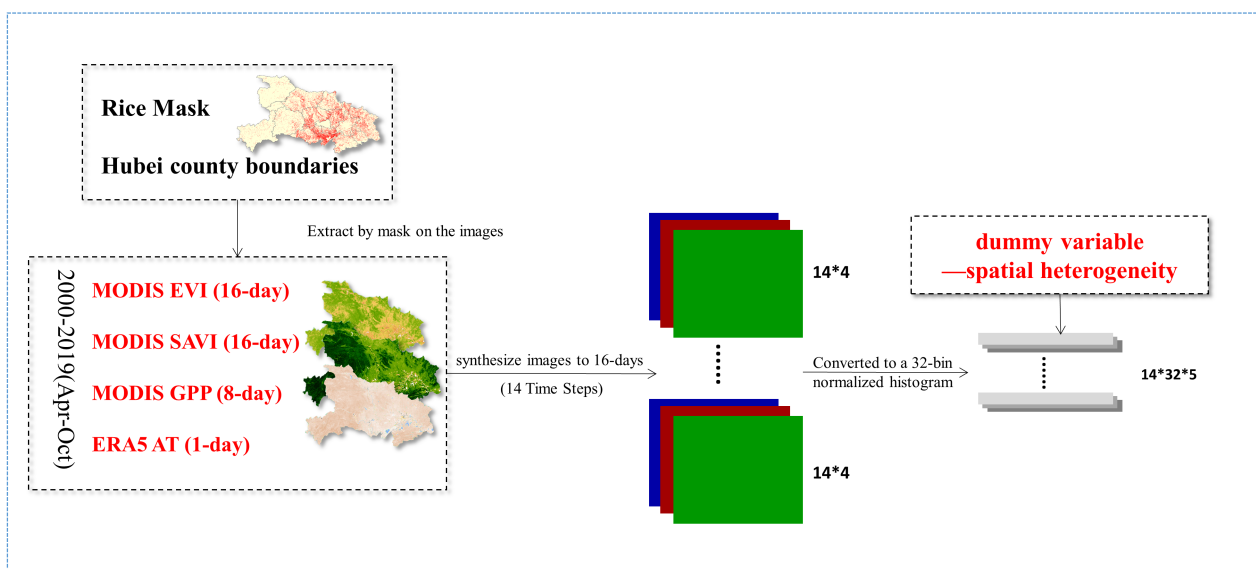 Rice Mask
Hubei county boundaries
Extract by mask on the images
2000-2019(Apr-Oct)
MODIS EVI (16-day)
MODIS SAVI (16-day)
MODIS GPP (8-day)
ERA5 AT (1-day)
synthesize images to 16-days
(14 Time Steps)
14*4
14*4
Converted to a 32-bin
normalized histogram
dummy variable
—spatial heterogeneity
14*32*5